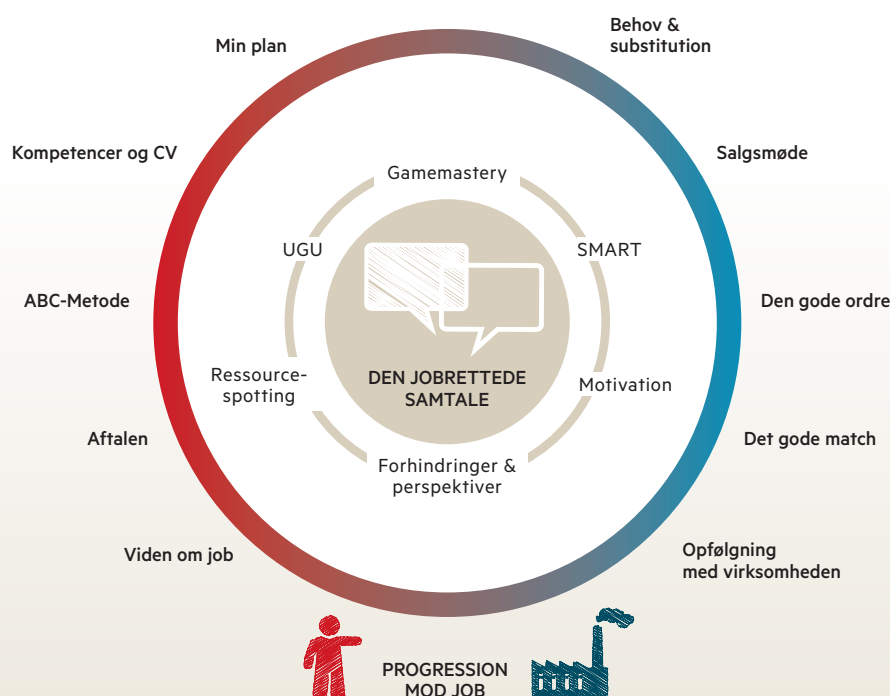 Min plan
Behov &
substitution
Kompetencer og CV
Salgsmøde
Gamemastery
UGU
SMART
ABC-Metode
Den gode ordre
Ressource-
spotting
DEN JOBRETTEDE
SAMTALE
Motivation
Aftalen
Det gode match
Forhindringer &
perspektiver
Viden om job
Opfølgning
med virksomheden
PROGRESSION
MOD JOB